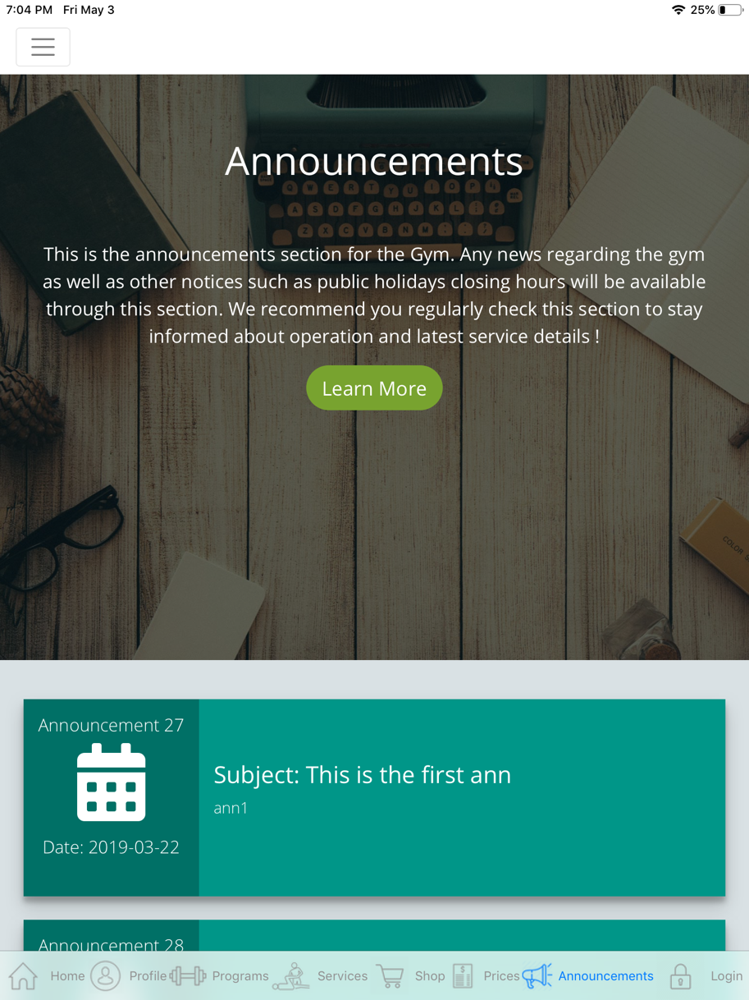 7:04 PM Fri May 3 25%
Announcements
This is the announcements section for the Gym. Any news regarding the gym
as well as other notices such as public holidays closing hours will be available
through this section. We recommend you regularly check this section to stay
informed about operation and latest service details !
Learn More
Q W E R T Y U I O P
A S D F G H J K L
Z X C V B N M
COLOR
Announcement 27
Subject: This is the first ann
ann1
Date: 2019-03-22
Announcement 28
Home Profile Programs Services Shop Prices Announcements Login